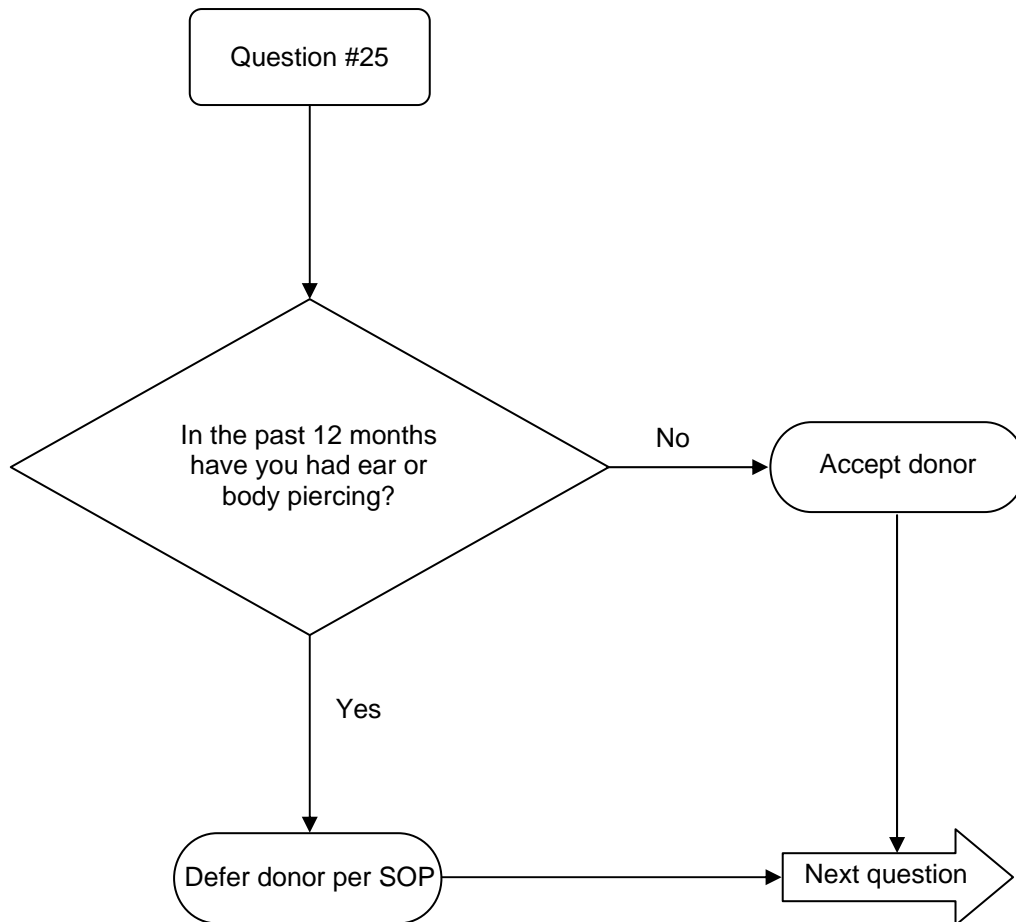 Question #25
In the past 12 months
have you had ear or
body piercing?
No
Accept donor
Yes
Defer donor per SOP
Next question